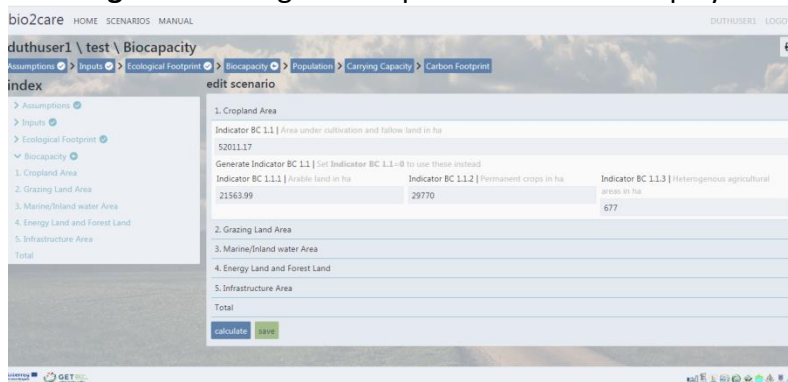 bio2care HOME SCENARIOS MANUAL DUTHUSER1 LOGO
duthuser1 \ test \ Biocapacity
Assumptions > Inputs > Ecological Footprint > Biocapacity > Population > Carrying Capacity > Carbon Footprint
index
edit scenario
> Assumptions
> Inputs
> Ecological Footprint
Biocapacity
1. Cropland Area
2. Grazing Land Area
3. Marine/Inland water Area
4. Energy Land and Forest Land
5. Infrastructure Area
Total
1. Cropland Area
Indicator BC 1.1 | Area under cultivation and fallow land in ha
52011.17
Generate Indicator BC 1.1 | Set Indicator BC 1.1=0 to use these instead
Indicator BC 1.1.1 | Arable land in ha
21563.99
Indicator BC 1.1.2 | Permanent crops in ha
29770
Indicator BC 1.1.3 | Heterogenous agricultural
areas in ha
677
2. Grazing Land Area
3. Marine/Inland water Area
4. Energy Land and Forest Land
5. Infrastructure Area
Total
calculate save
GET